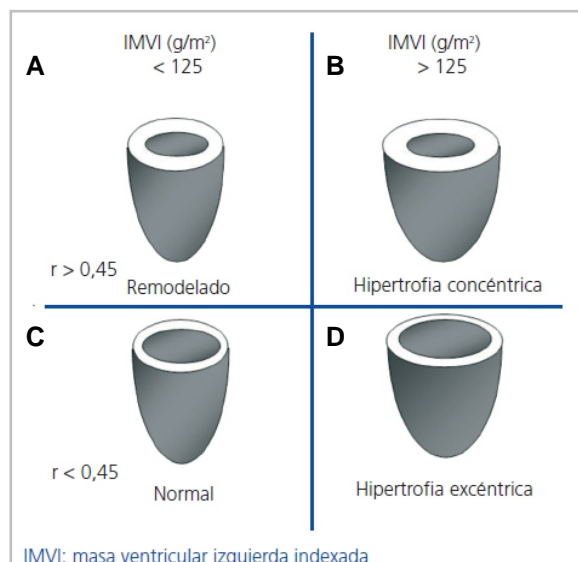 IMVI (g/m²)
< 125
IMVI (g/m²)
> 125
A
B
r > 0,45
Remodelado
Hipertrofia concéntrica
C
D
r < 0,45
Normal
Hipertrofia excéntrica
IMVI: masa ventricular izquierda indexada